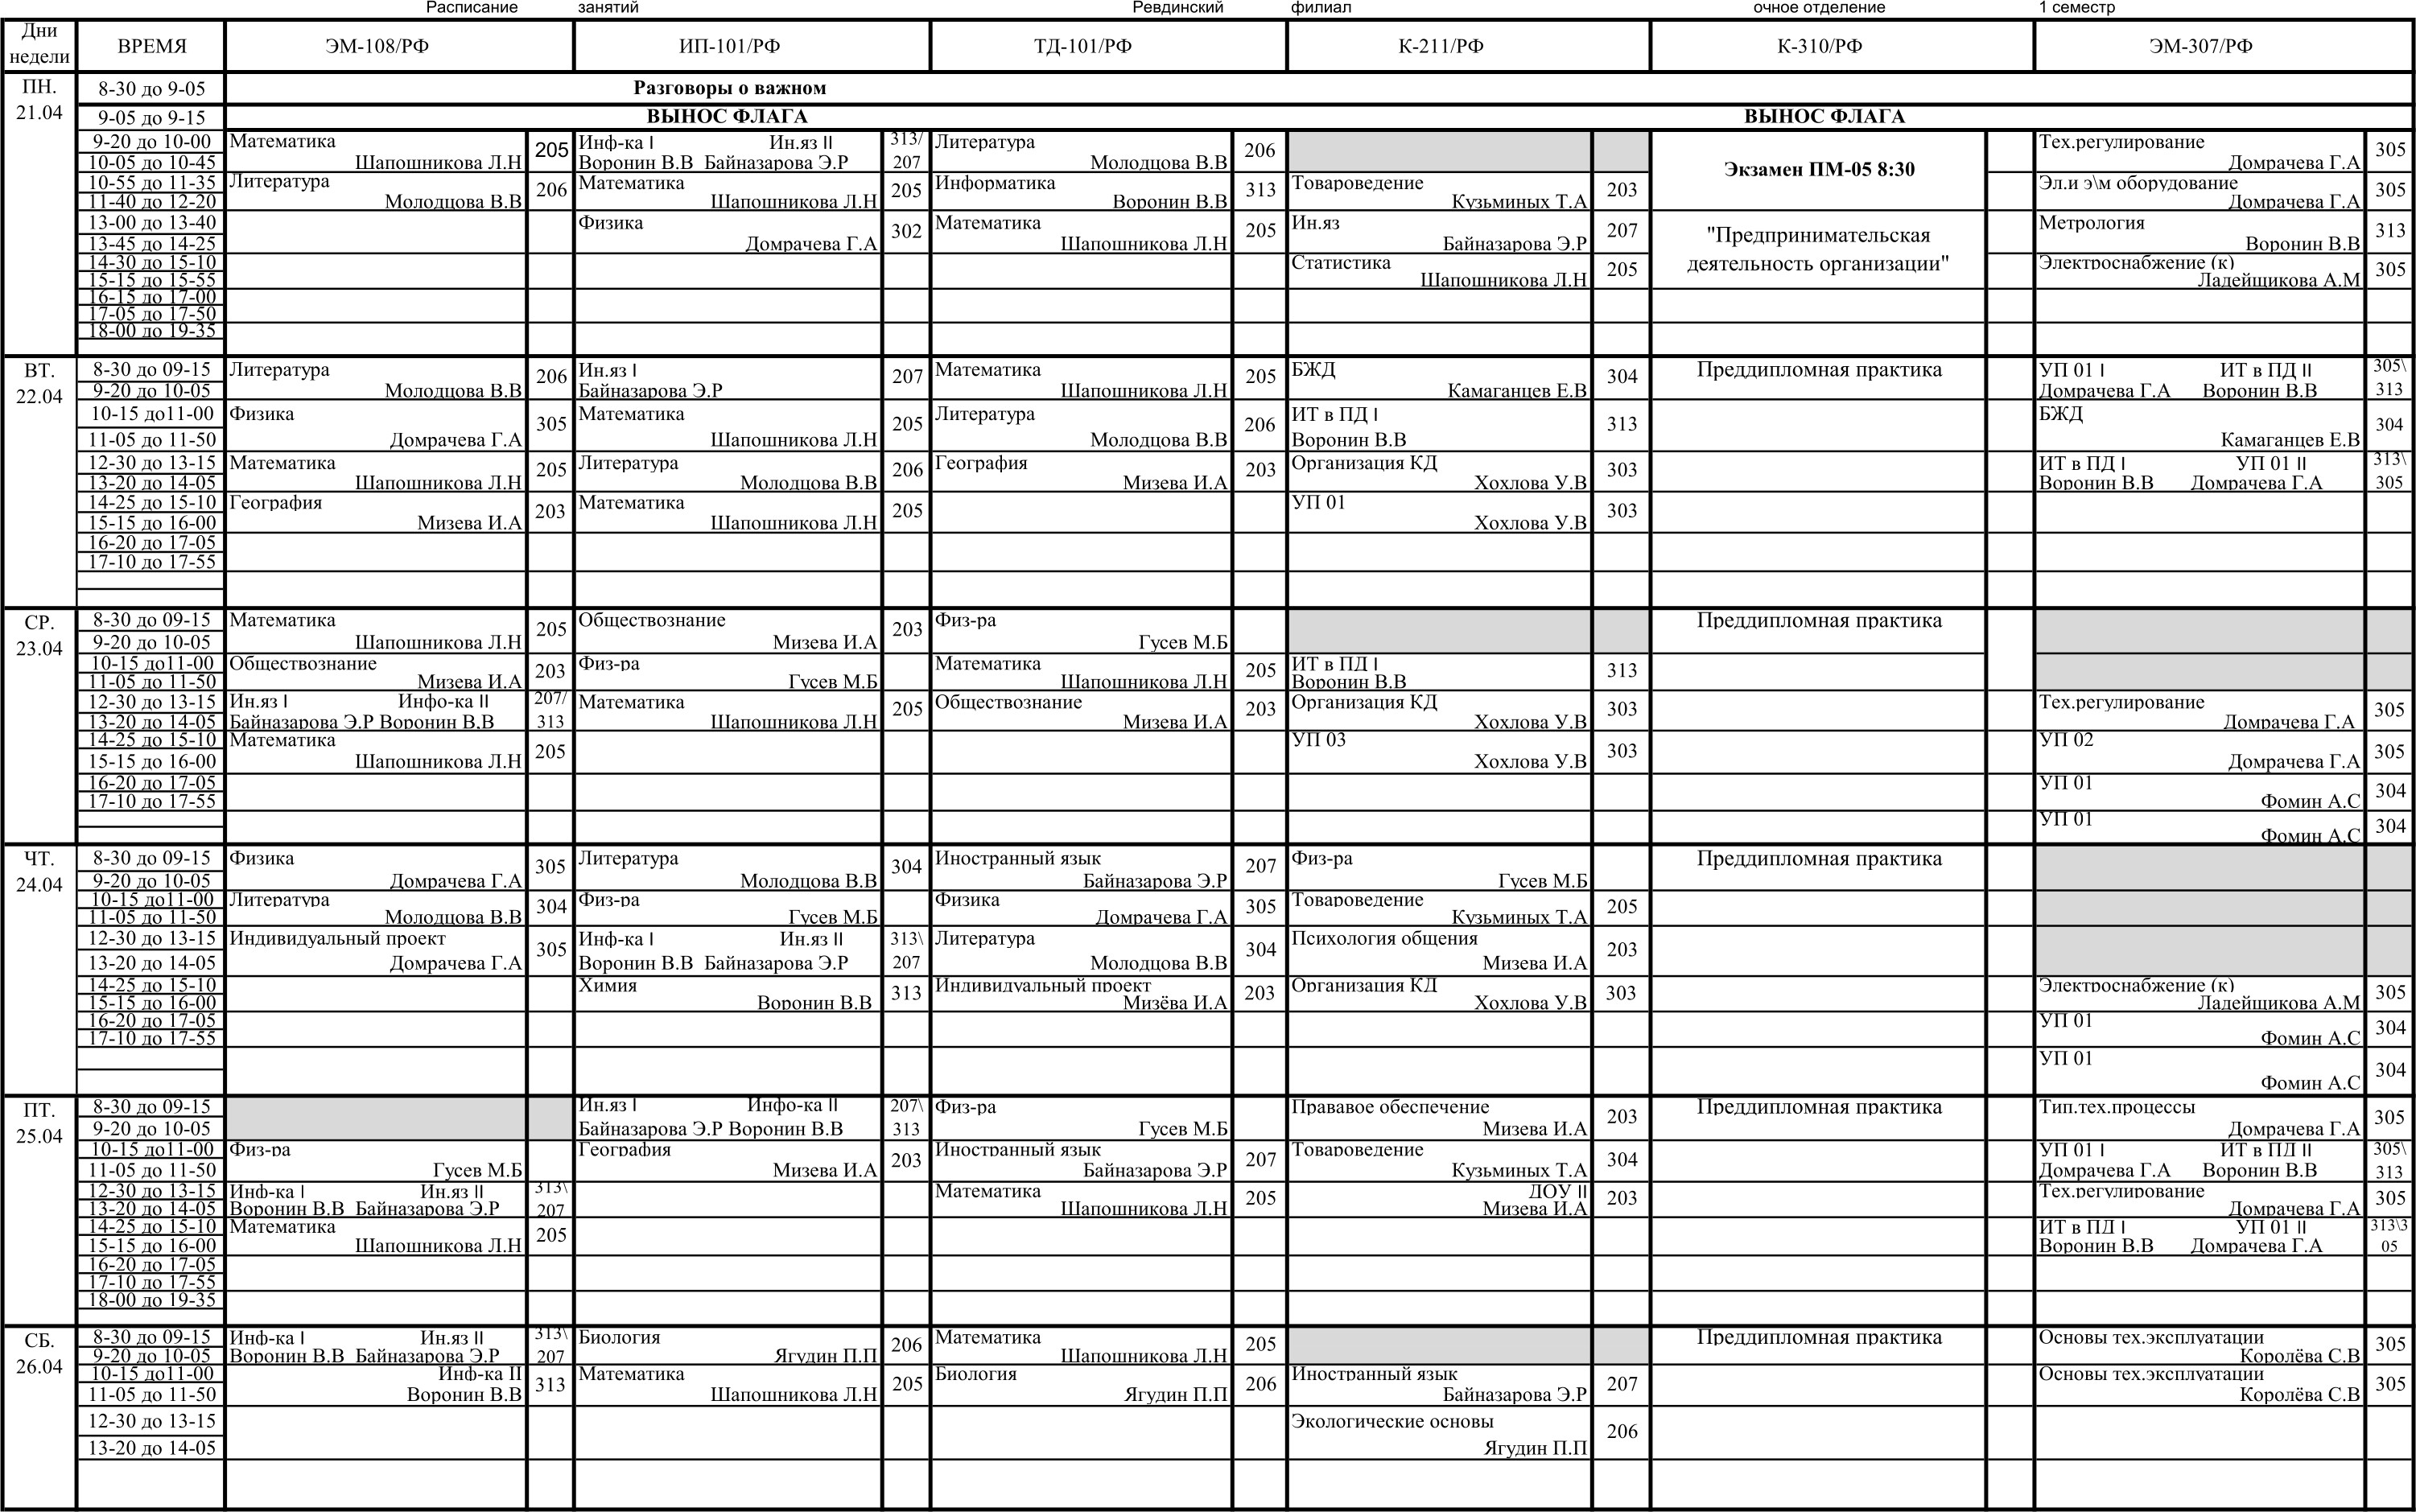 Расписание занятий Ревдинский филиал очное отделение 1 семестр
Дни недели ВРЕМЯ ЭМ-108/РФ ИП-101/РФ ТД-101/РФ К-211/РФ К-310/РФ ЭМ-307/РФ
ПН. 8-30 до 9-05 Разговоры о важном
21.04
9-05 до 9-15 ВЫНОС ФЛАГА ВЫНОС ФЛАГА
9-20 до 10-00 Математика 205 Инф-ка I Ин.яз II 313/ Литература 206 Тех.регулирование 305
10-05 до 10-45 Шапошникова Л.Н Воронин В.В Байназарова Э.Р 207 Молодцова В.В Экзамен ПМ-05 8:30 Домрачева Г.А
10-55 до 11-35 Литература 206 Математика 205 Информатика 313 Товароведение 203 Эл.и э\м оборудование 305
11-40 до 12-20 Молодцова В.В Шапошникова Л.Н Воронин В.В Кузьминых Т.А Домрачева Г.А
13-00 до 13-40 Физика 302 Математика 205 Ин.яз 207 "Предпринимательская Метрология 313
13-45 до 14-25 Домрачева Г.А Шапошникова Л.Н Байназарова Э.Р Воронин В.В
14-30 до 15-10 Статистика 205 деятельность организации" Электроснабжение (к) 305
15-15 до 15-55 Шапошникова Л.Н Ладейщикова А.М
16-15 до 17-00
17-05 до 17-50
18-00 до 19-35
ВТ. 8-30 до 09-15 Литература 206 Ин.яз I 207 Математика 205 БЖД 304 Преддипломная практика УП 01 I ИТ в ПД II 305\
22.04 9-20 до 10-05 Молодцова В.В Байназарова Э.Р Шапошникова Л.Н Камаганцев Е.В Домрачева Г.А Воронин В.В 313
10-15 до11-00 Физика 305 Математика 205 Литература 206 ИТ в ПД I 313 БЖД 304
11-05 до 11-50 Домрачева Г.А Шапошникова Л.Н Молодцова В.В Воронин В.В Камаганцев Е.В
12-30 до 13-15 Математика 205 Литература 206 География 203 Организация КД 303 ИТ в ПД I УП 01 II 313\
13-20 до 14-05 Шапошникова Л.Н Молодцова В.В Мизева И.А Хохлова У.В Воронин В.В Домрачева Г.А 305
14-25 до 15-10 География 203 Математика 205 УП 01 303
15-15 до 16-00 Мизева И.А Шапошникова Л.Н Хохлова У.В
16-20 до 17-05
17-10 до 17-55
СР. 8-30 до 09-15 Математика 205 Обществознание 203 Физ-ра Преддипломная практика
23.04 9-20 до 10-05 Шапошникова Л.Н Мизева И.А Гусев М.Б
10-15 до11-00 Обществознание 203 Физ-ра Математика 205 ИТ в ПД I 313
11-05 до 11-50 Мизева И.А Гусев М.Б Шапошникова Л.Н Воронин В.В
12-30 до 13-15 Ин.яз I Инфо-ка II 207/ Математика 205 Обществознание 203 Организация КД 303 Тех.регулирование 305
13-20 до 14-05 Байназарова Э.Р Воронин В.В 313 Шапошникова Л.Н Мизева И.А Хохлова У.В Домрачева Г.А
14-25 до 15-10 Математика 205 УП 03 303 УП 02 305
15-15 до 16-00 Шапошникова Л.Н Хохлова У.В Домрачева Г.А
16-20 до 17-05 УП 01 304
17-10 до 17-55 Фомин А.С
УП 01 304
Фомин А.С
ЧТ. 8-30 до 09-15 Физика 305 Литература 304 Иностранный язык 207 Физ-ра Преддипломная практика
24.04 9-20 до 10-05 Домрачева Г.А Молодцова В.В Байназарова Э.Р Гусев М.Б
10-15 до11-00 Литература 304 Физ-ра Физика 305 Товароведение 205
11-05 до 11-50 Молодцова В.В Гусев М.Б Домрачева Г.А Кузьминых Т.А
12-30 до 13-15 Индивидуальный проект 305 Инф-ка I Ин.яз II 313\ Литература 304 Психология общения 203
13-20 до 14-05 Домрачева Г.А Воронин В.В Байназарова Э.Р 207 Молодцова В.В Мизева И.А
14-25 до 15-10 Химия 313 Индивидуальный проект 203 Организация КД 303 Электроснабжение (к) 305
15-15 до 16-00 Воронин В.В Мизёва И.А Хохлова У.В Ладейщикова А.М
16-20 до 17-05 УП 01 304
17-10 до 17-55 Фомин А.С
УП 01 304
Фомин А.С
ПТ. 8-30 до 09-15 Ин.яз I Инфо-ка II 207\ Физ-ра Прававое обеспечение 203 Преддипломная практика Тип.тех.процессы 305
25.04 9-20 до 10-05 Байназарова Э.Р Воронин В.В 313 Гусев М.Б Мизева И.А Домрачева Г.А
10-15 до11-00 Физ-ра География 203 Иностранный язык 207 Товароведение 304 УП 01 I ИТ в ПД II 305\
11-05 до 11-50 Гусев М.Б Мизева И.А Байназарова Э.Р Кузьминых Т.А Домрачева Г.А Воронин В.В 313
12-30 до 13-15 Инф-ка I Ин.яз II 313\ Математика 205 ДОУ II 203 Тех.регулирование 305
13-20 до 14-05 Воронин В.В Байназарова Э.Р 207 Шапошникова Л.Н Мизева И.А Домрачева Г.А
14-25 до 15-10 Математика 205 ИТ в ПД I УП 01 II 313\3
15-15 до 16-00 Шапошникова Л.Н Воронин В.В Домрачева Г.А 05
16-20 до 17-05
17-10 до 17-55
18-00 до 19-35
СБ. 8-30 до 09-15 Инф-ка I Ин.яз II 313\ Биология 206 Математика 205 Преддипломная практика Основы тех.эксплуатации 305
26.04 9-20 до 10-05 Воронин В.В Байназарова Э.Р 207 Ягудин П.П Шапошникова Л.Н Королёва С.В
10-15 до11-00 Инф-ка II 313 Математика 205 Биология 206 Иностранный язык 207 Основы тех.эксплуатации 305
11-05 до 11-50 Воронин В.В Шапошникова Л.Н Ягудин П.П Байназарова Э.Р Королёва С.В
12-30 до 13-15 Экологические основы 206
13-20 до 14-05 Ягудин П.П